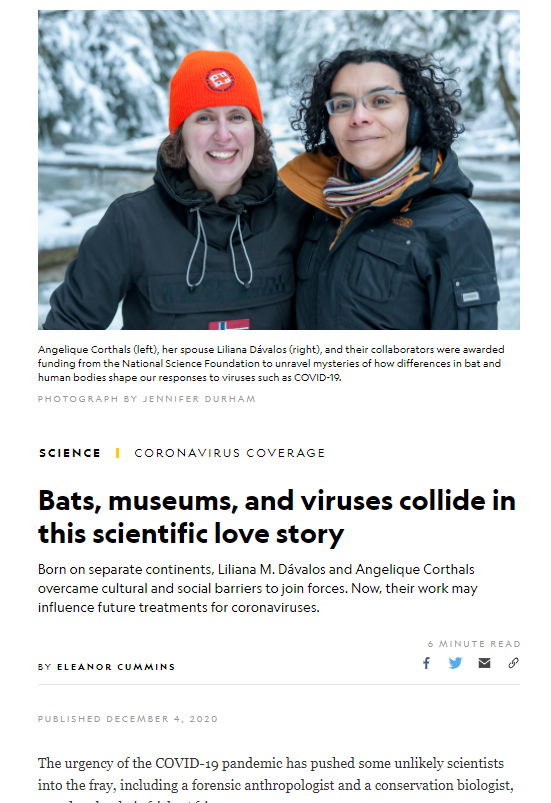 Angelique Corthals (left), her spouse Liliana Dávalos (right), and their collaborators were awarded
funding from the National Science Foundation to unravel mysteries of how differences in bat and
human bodies shape our responses to viruses such as COVID-19.
PHOTOGRAPH BY JENNIFER DURHAM
SCIENCE | CORONAVIRUS COVERAGE
Bats, museums, and viruses collide in
this scientific love story
Born on separate continents, Liliana M. Dávalos and Angelique Corthals
overcame cultural and social barriers to join forces. Now, their work may
influence future treatments for coronaviruses.
6 MINUTE READ
BY ELEANOR CUMMINS
PUBLISHED DECEMBER 4, 2020
The urgency of the COVID-19 pandemic has pushed some unlikely scientists
into the fray, including a forensic anthropologist and a conservation biologist,